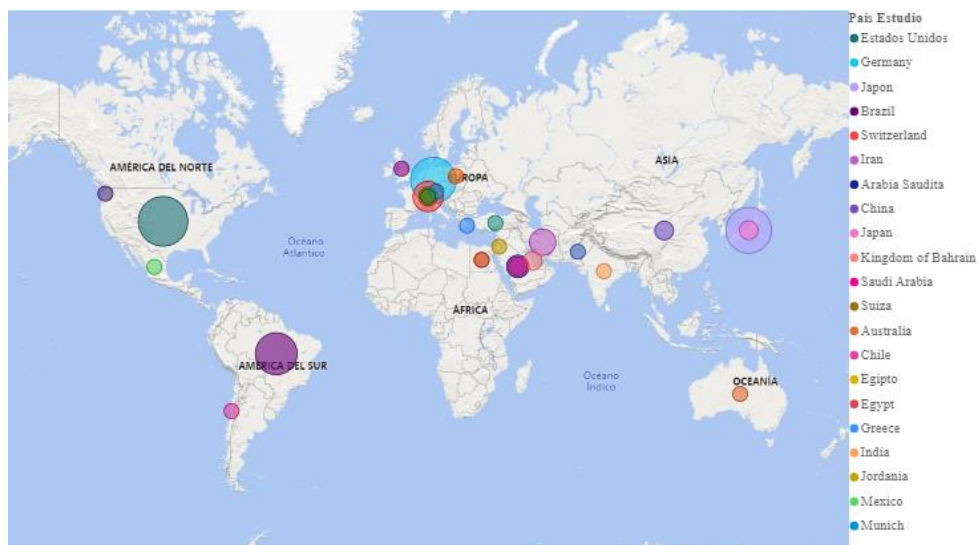 País Estudio
Estados Unidos
Germany
Japon
Brazil
Switzerland
Iran
Arabia Saudita
China
Japan
Kingdom of Bahrain
Saudi Arabia
Suiza
Australia
Chile
Egipto
Egypt
Greece
India
Jordania
Mexico
Munich
AMÉRICA DEL NORTE
ASIA
EUROPA
Océano
Atlántico
ÁFRICA
AMÉRICA DEL SUR
Océano
Índico
OCEANÍA